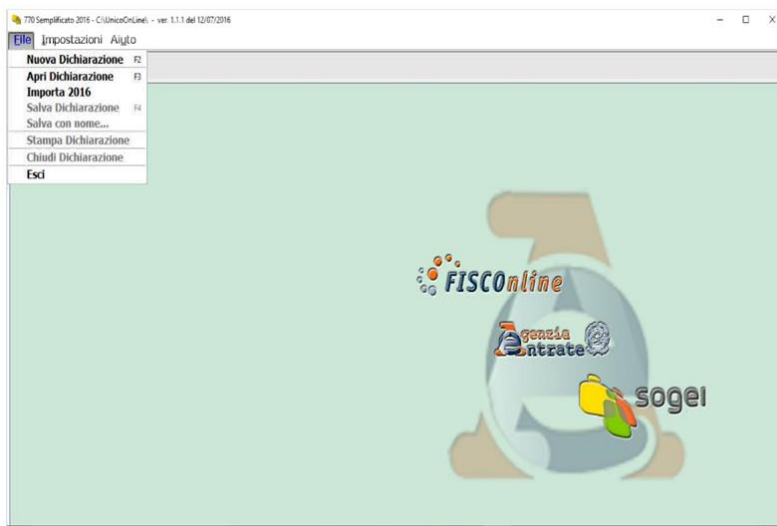 770 Semplificato 2016 - C:\UnicoOnLine\ - ver. 1.1.1 del 12/07/2016
File Impostazioni Aiuto
Nuova Dichiarazione F2
Apri Dichiarazione F3
Importa 2016
Salva Dichiarazione F4
Salva con nome...
Stampa Dichiarazione
Chiudi Dichiarazione
Esci
FISCOnline
Agenzia
Entrate
sogei